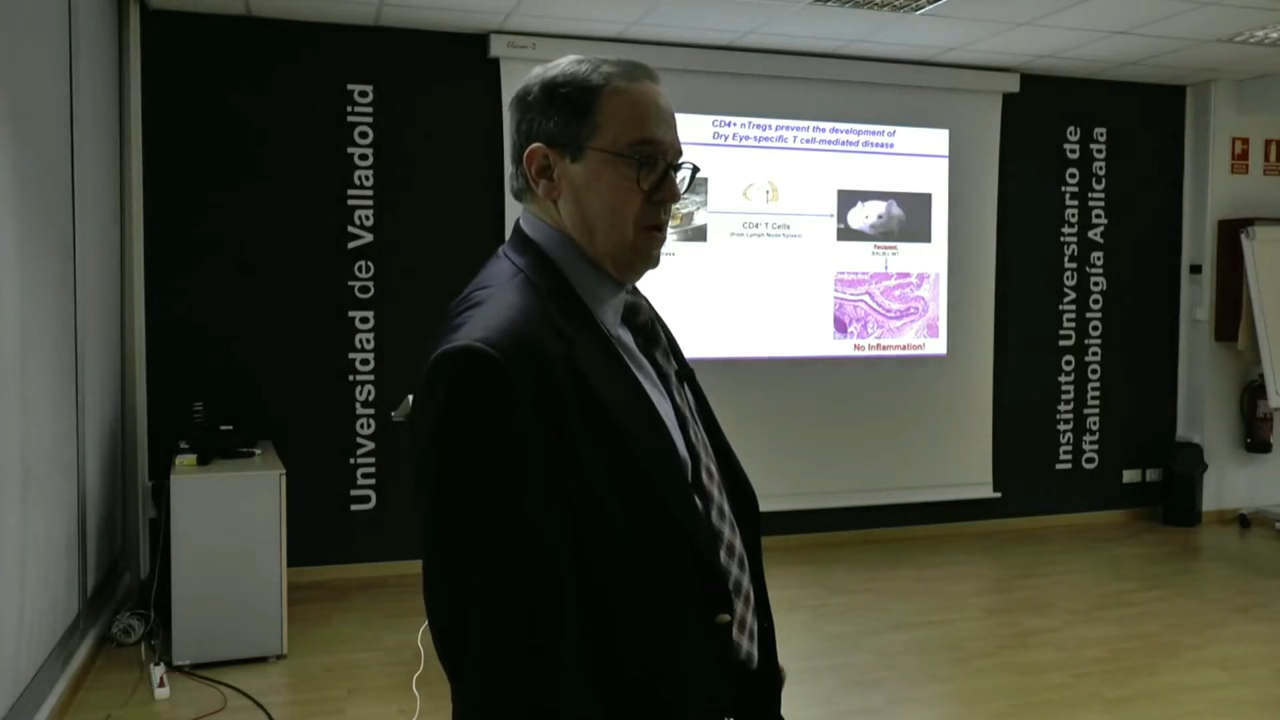 Universidad de Valladolid
CD4+ nTregs prevent the development of
Dry Eye-specific T cell-mediated disease
CD4⁺ T Cells
(from Lymph Node/Spleen)
Recipient
BALB/c WT
No Inflammation!
Instituto Universitario de
Oftalmobiología Aplicada